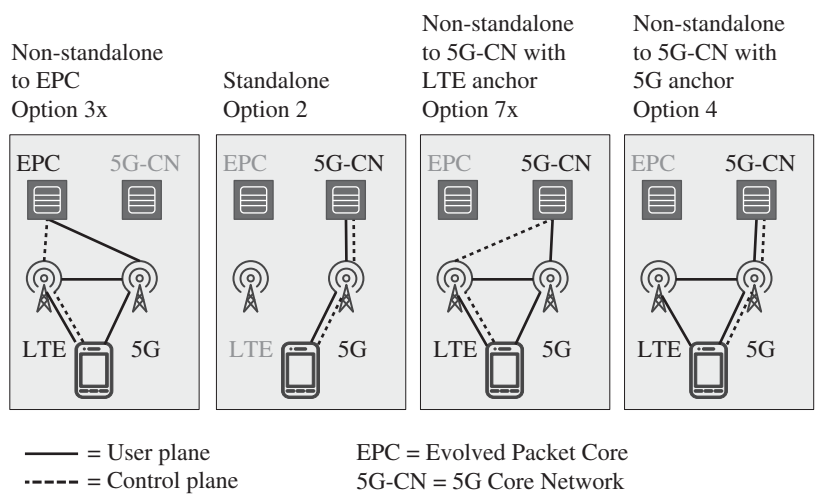 Non-standalone
to EPC
Option 3x
Standalone
Option 2
Non-standalone
to 5G-CN with
LTE anchor
Option 7x
Non-standalone
to 5G-CN with
5G anchor
Option 4
EPC 5G-CN
LTE 5G
EPC 5G-CN
LTE 5G
EPC 5G-CN
LTE 5G
EPC 5G-CN
LTE 5G
= User plane
= Control plane
EPC = Evolved Packet Core
5G-CN = 5G Core Network